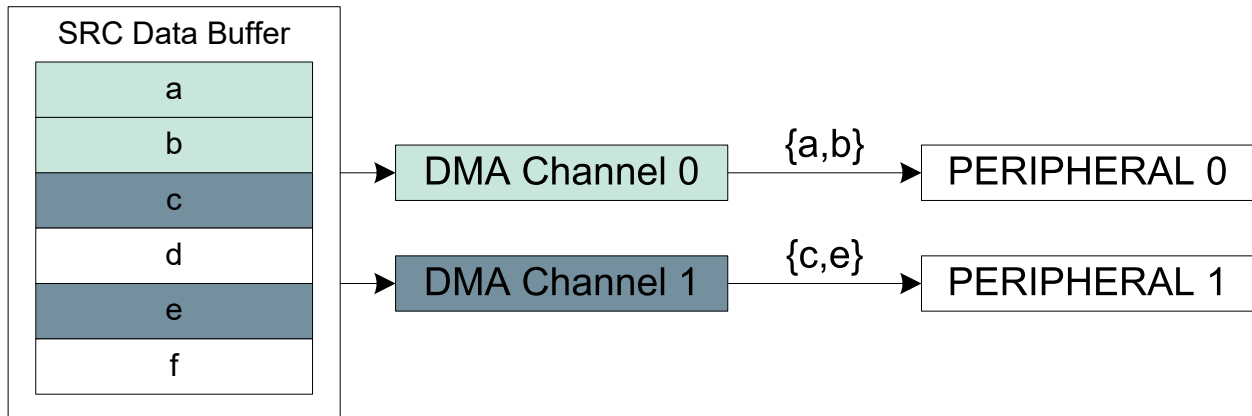 SRC Data Buffer
a
b
c
d
e
f
DMA Channel 0
{a,b}
PERIPHERAL 0
DMA Channel 1
{c,e}
PERIPHERAL 1